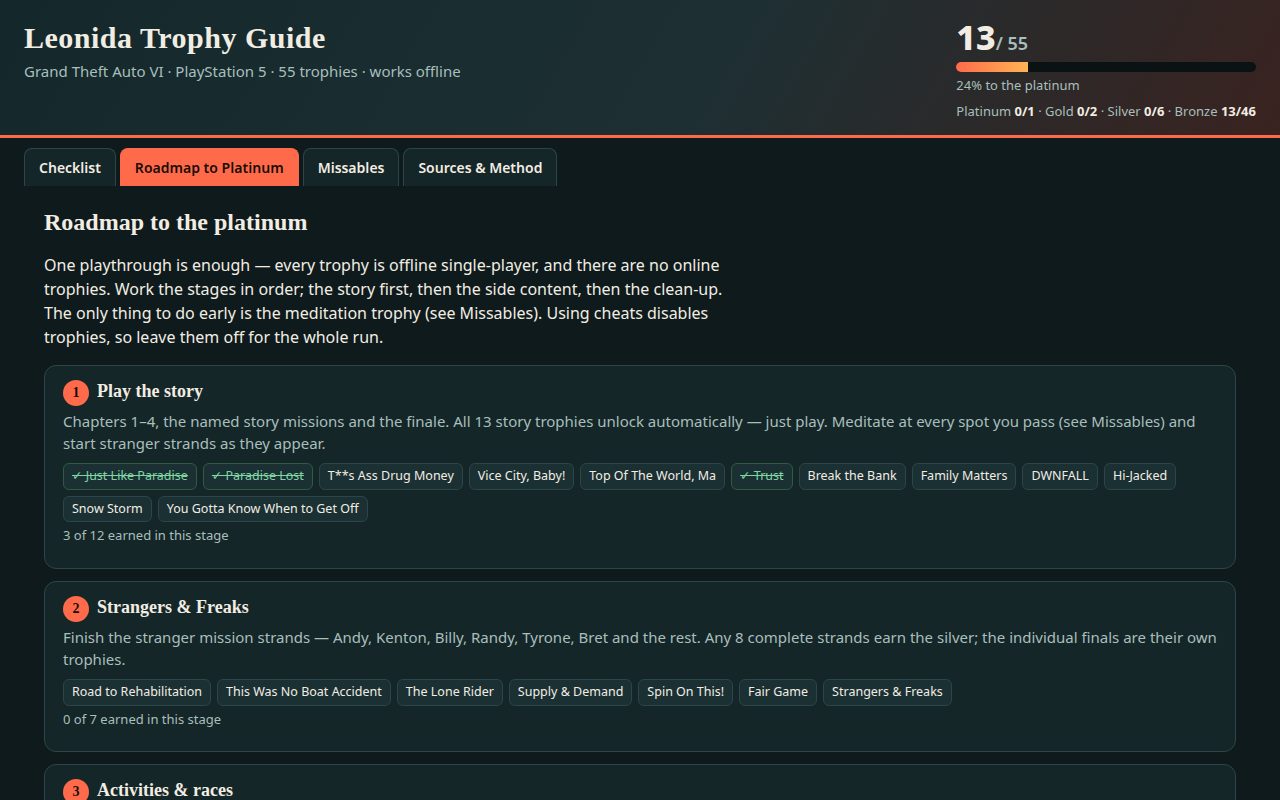 Leonida Trophy Guide
Grand Theft Auto VI · PlayStation 5 · 55 trophies · works offline
13 / 55
24% to the platinum
Platinum 0/1 · Gold 0/2 · Silver 0/6 · Bronze 13/46
Checklist
Roadmap to Platinum
Missables
Sources & Method
Roadmap to the platinum
One playthrough is enough — every trophy is offline single-player, and there are no online
trophies. Work the stages in order; the story first, then the side content, then the clean-up.
The only thing to do early is the meditation trophy (see Missables). Using cheats disables
trophies, so leave them off for the whole run.
1 Play the story
Chapters 1–4, the named story missions and the finale. All 13 story trophies unlock automatically — just play. Meditate at every spot you pass (see Missables) and
start stranger strands as they appear.
✓ Just Like Paradise
✓ Paradise Lost
T**s Ass Drug Money
Vice City, Baby!
Top Of The World, Ma
✓ Trust
Break the Bank
Family Matters
DWNFALL
Hi-Jacked
Snow Storm
You Gotta Know When to Get Off
3 of 12 earned in this stage
2 Strangers & Freaks
Finish the stranger mission strands — Andy, Kenton, Billy, Randy, Tyrone, Bret and the rest. Any 8 complete strands earn the silver; the individual finals are their own
trophies.
Road to Rehabilitation
This Was No Boat Accident
The Lone Rider
Supply & Demand
Spin On This!
Fair Game
Strangers & Freaks
0 of 7 earned in this stage
3 Activities & races